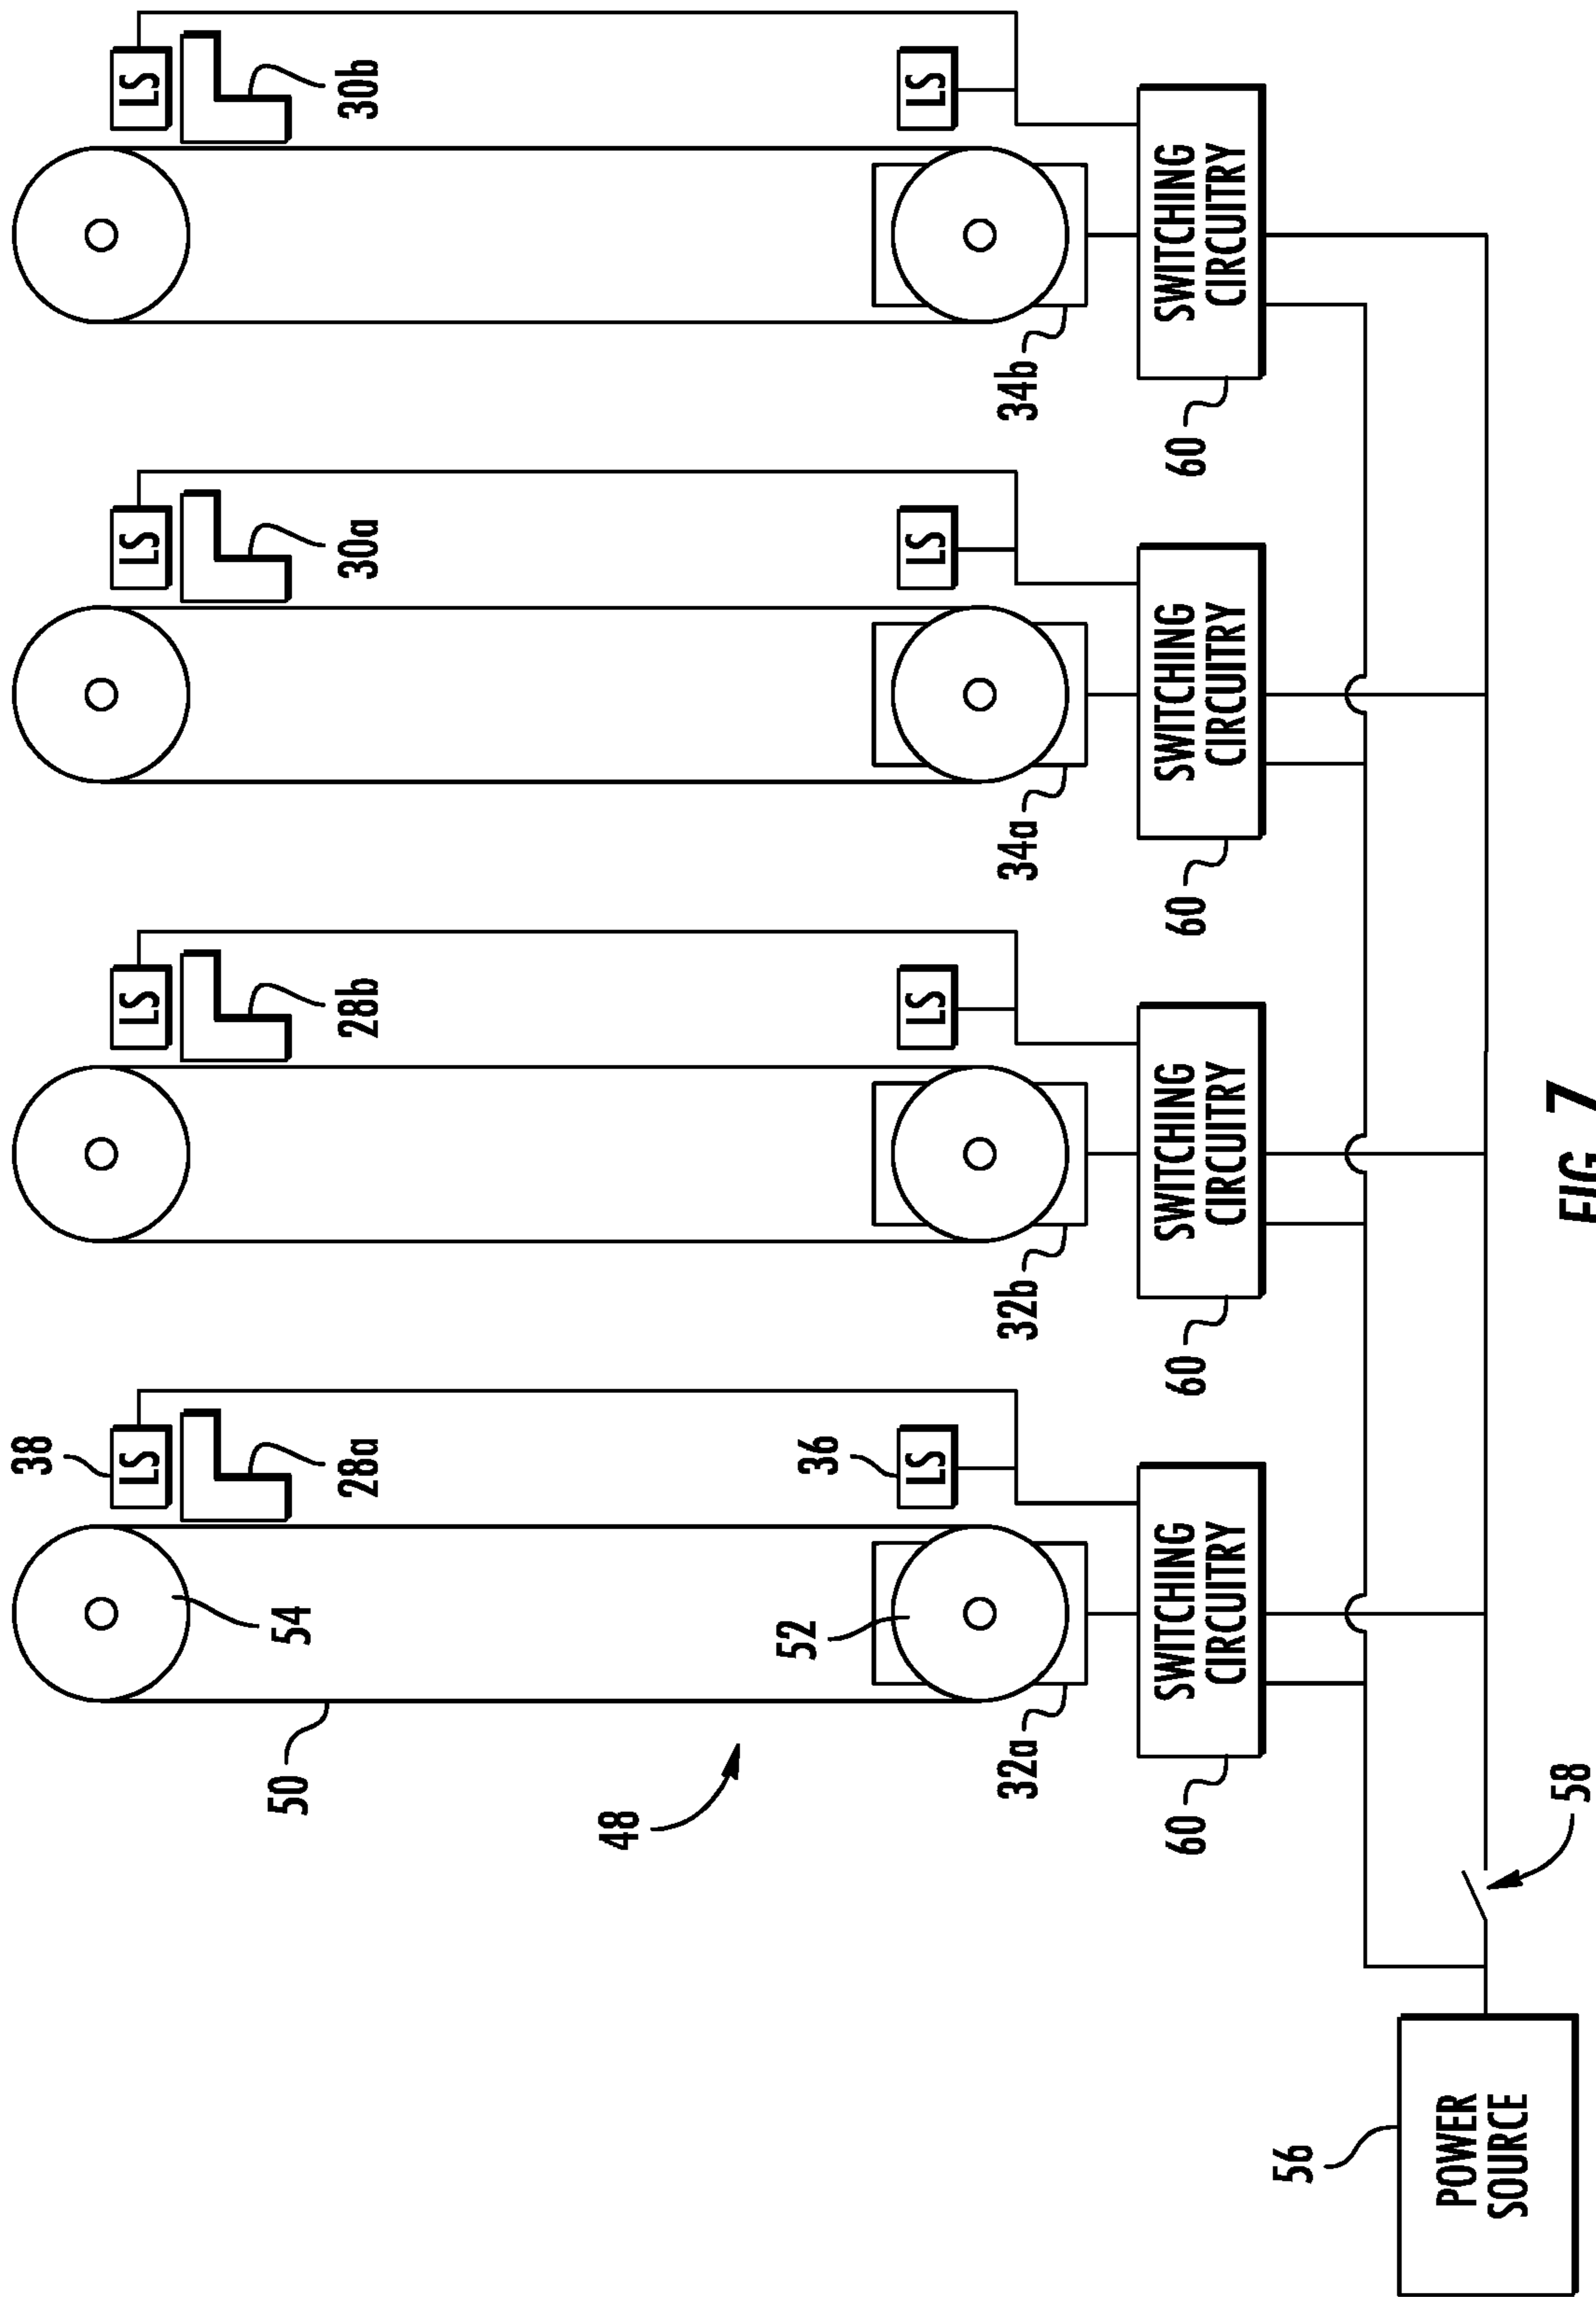 38
LS
LS
LS
LS
54
28a
28b
30a
30b
50
48
52
36
LS
LS
LS
LS
32a
32b
34a
34b
60
60
60
60
SWITCHING
CIRCUITRY
SWITCHING
CIRCUITRY
SWITCHING
CIRCUITRY
SWITCHING
CIRCUITRY
56
POWER
SOURCE
58
FIG. 7